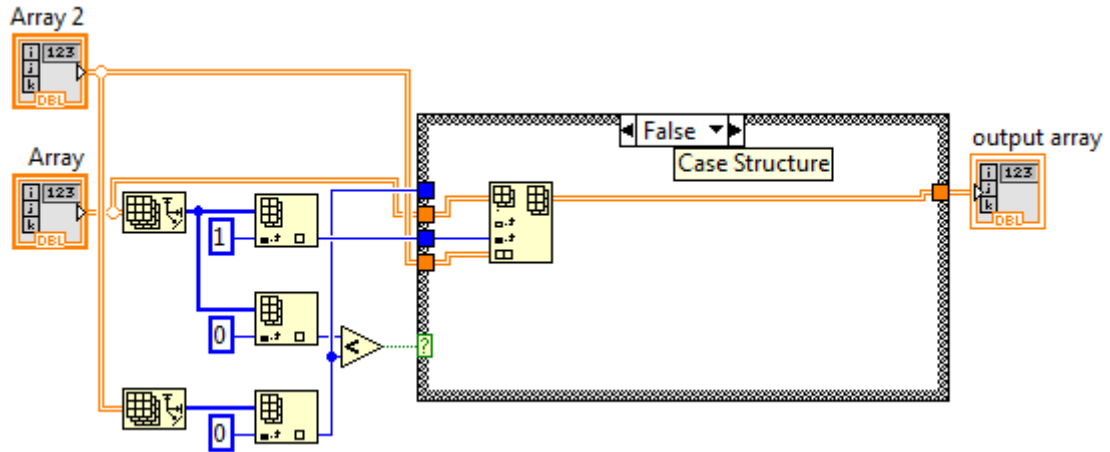 Array 2
i 123
j
k
DBL
False
Case Structure
output array
i 123
j
k
DBL
Array
i 123
j
k
DBL
1
0
<
?
0